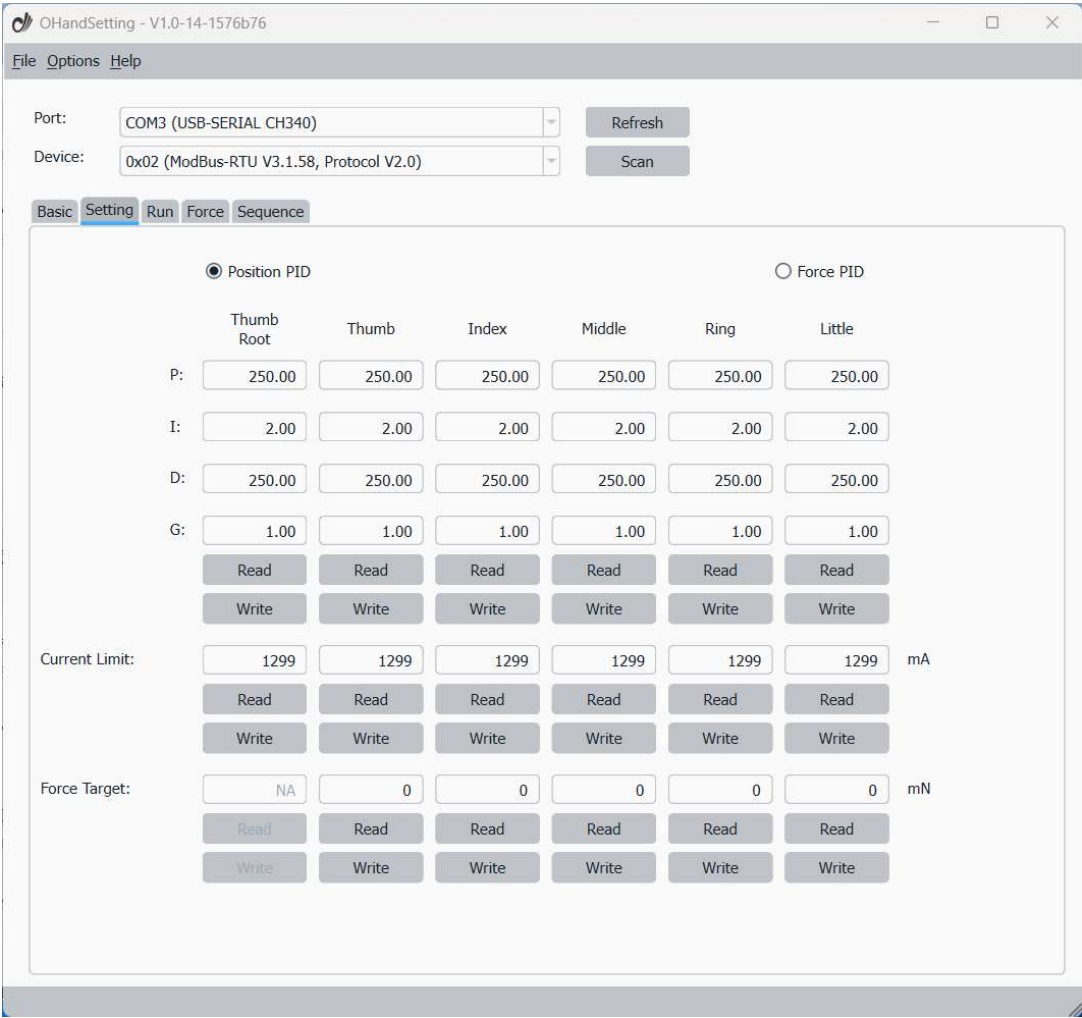 OHandSetting - V1.0-14-1576b76
File Options Help
Port: COM3 (USB-SERIAL CH340) Refresh
Device: 0x02 (ModBus-RTU V3.1.58, Protocol V2.0) Scan
Basic Setting Run Force Sequence
Position PID Force PID
Thumb Root Thumb Index Middle Ring Little
P: 250.00 250.00 250.00 250.00 250.00 250.00
I: 2.00 2.00 2.00 2.00 2.00 2.00
D: 250.00 250.00 250.00 250.00 250.00 250.00
G: 1.00 1.00 1.00 1.00 1.00 1.00
Read Read Read Read Read Read
Write Write Write Write Write Write
Current Limit: 1299 1299 1299 1299 1299 1299 mA
Read Read Read Read Read Read
Write Write Write Write Write Write
Force Target: NA 0 0 0 0 0 mN
Read Read Read Read Read Read
Write Write Write Write Write Write